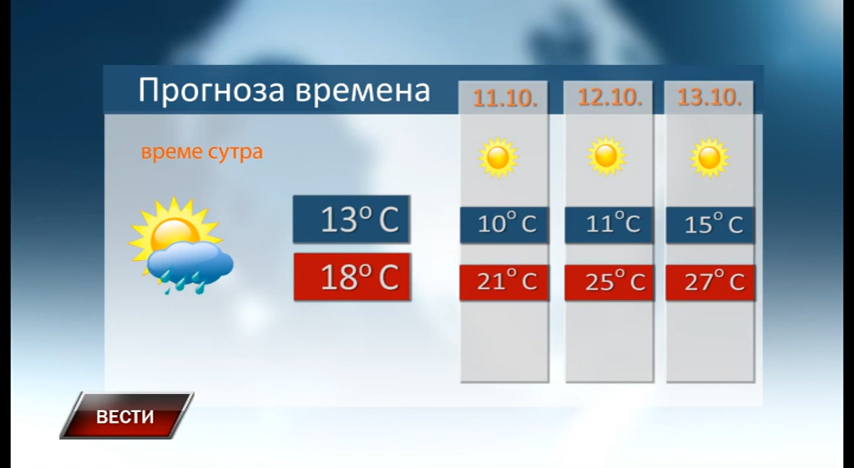 Прогноза времена
време сутра
13° C
18° C
11.10.
10° C
21° C
12.10.
11°C
25° C
13.10.
15° C
27° C
ВЕСТИ